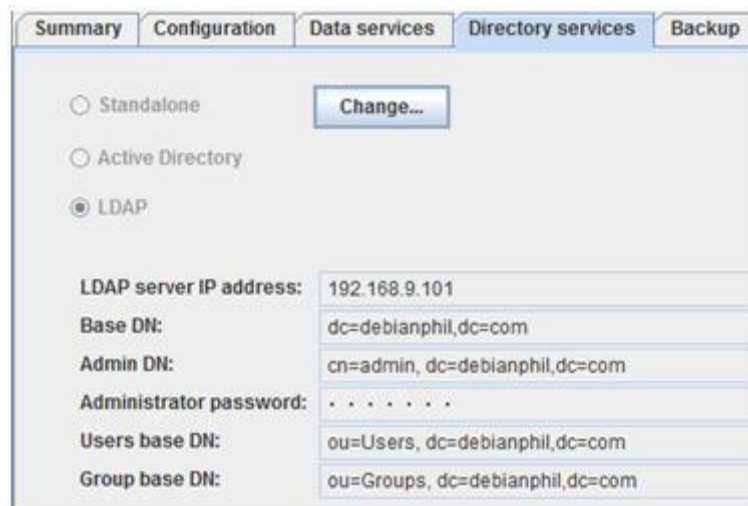 Summary Configuration Data services Directory services Backup
Standalone Change...
Active Directory
LDAP
LDAP server IP address: 192.168.9.101
Base DN: dc=debianphil,dc=com
Admin DN: cn=admin, dc=debianphil,dc=com
Administrator password: · · · · · · ·
Users base DN: ou=Users, dc=debianphil,dc=com
Group base DN: ou=Groups, dc=debianphil,dc=com